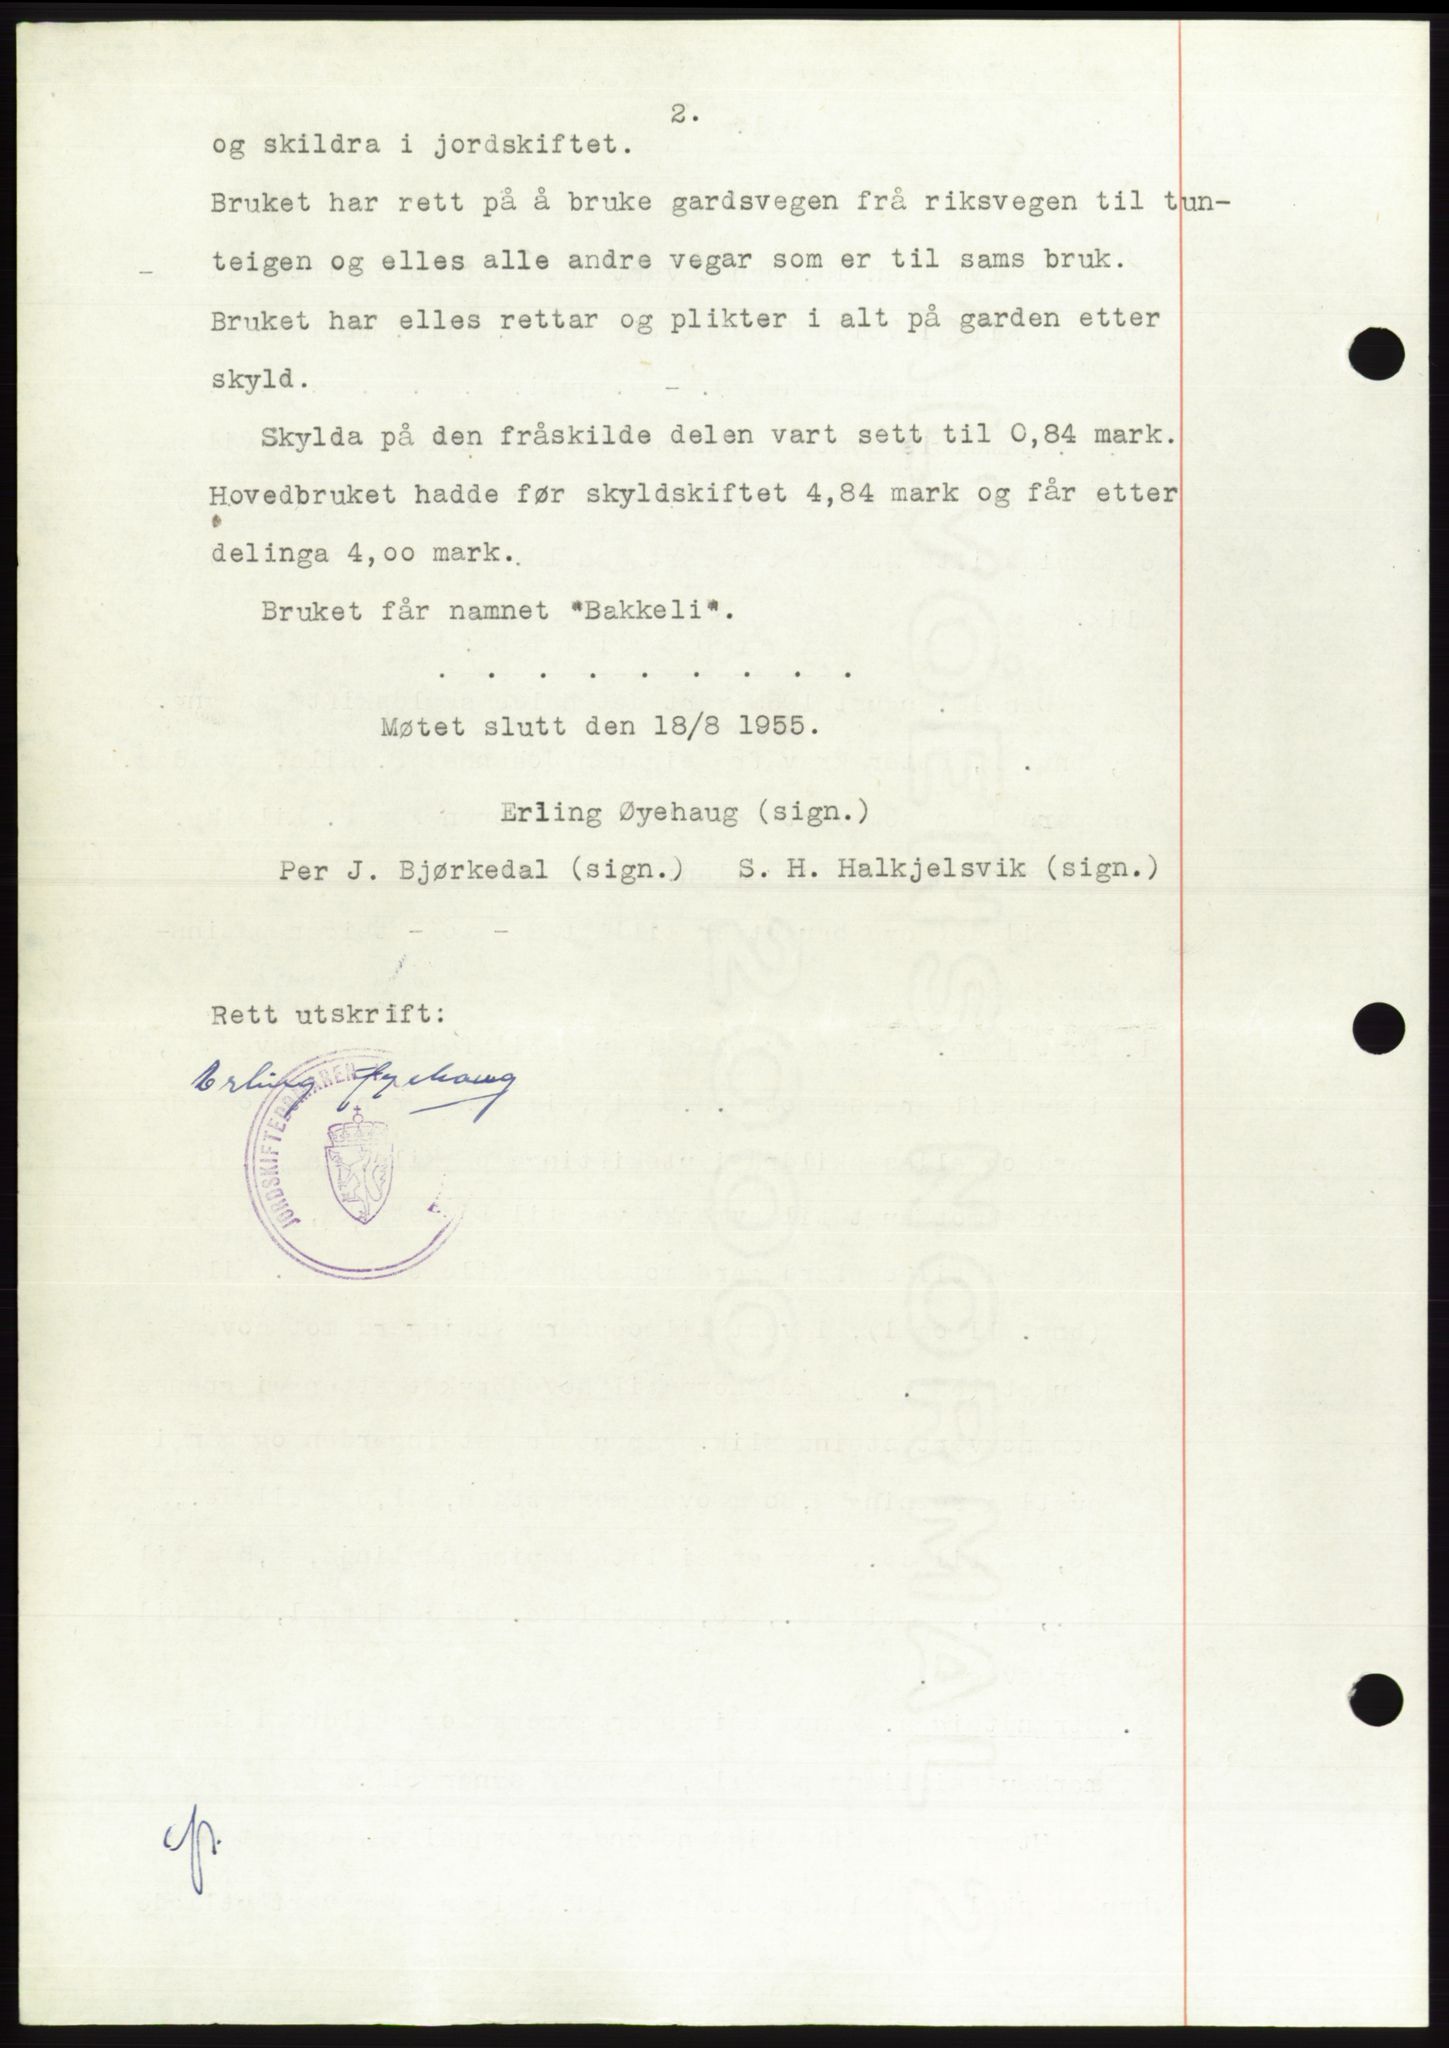 2.
og skildra i jordskiftet.
Bruket har rett på å bruke gardsvegen frå riksvegen til tun-
teigen og elles alle andre vegar som er til sams bruk.
Bruket har elles rettar og plikter i alt på garden etter
skyld.
Skylda på den fråskilde delen vart sett til 0,84 mark.
Hovedbruket hadde før skyldskiftet 4,84 mark og får etter
delinga 4,oo mark.
Bruket får namnet "Bakkeli".
. . . . . . . . .
Møtet slutt den 18/8 1955.
Erling Øyehaug (sign.)
Per J. Bjørkedal (sign.) S. H. Halkjelsvik (sign.)
Rett utskrift:
Erling Øyehaug
JORDSKIFTEDOMAREN